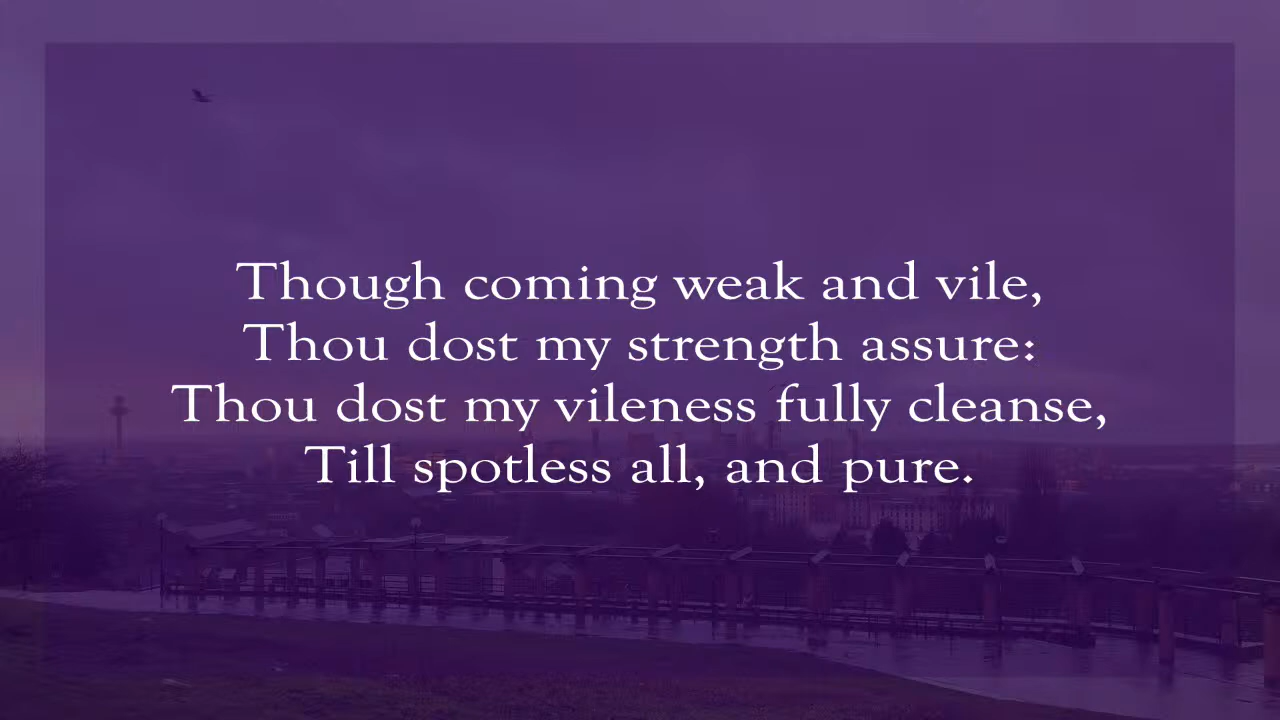 Though coming weak and vile,
Thou dost my strength assure:
Thou dost my vileness fully cleanse,
Till spotless all, and pure.